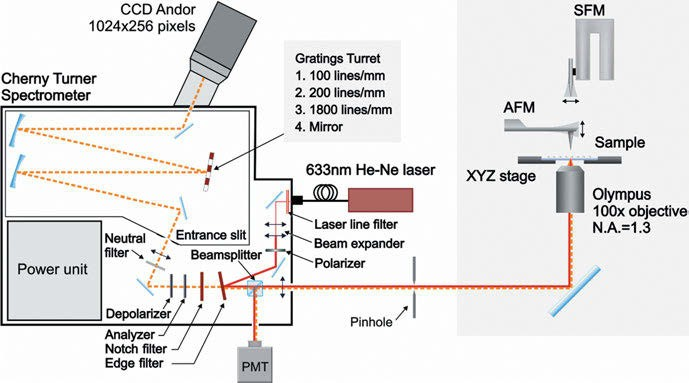 CCD Andor
1024x256 pixels
SFM
Cherny Turner
Spectrometer
Gratings Turret
1. 100 lines/mm
2. 200 lines/mm
3. 1800 lines/mm
4. Mirror
AFM
Sample
XYZ stage
633nm He-Ne laser
Olympus
100x objective
N.A.=1.3
Laser line filter
Beam expander
Polarizer
Entrance slit
Neutral
filter
Beamsplitter
Power unit
Depolarizer
Analyzer
Notch filter
Edge filter
Pinhole
PMT